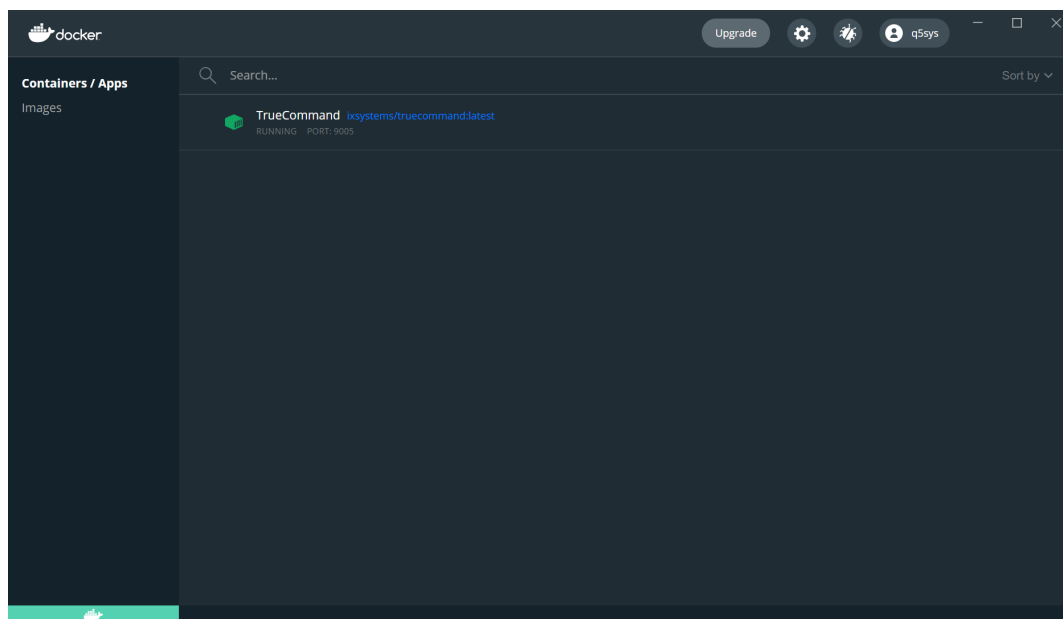 docker
Upgrade
q5sys
Containers / Apps
Images
Search...
Sort by
TrueCommand ixsystems/truecommand:latest
RUNNING PORT: 9005